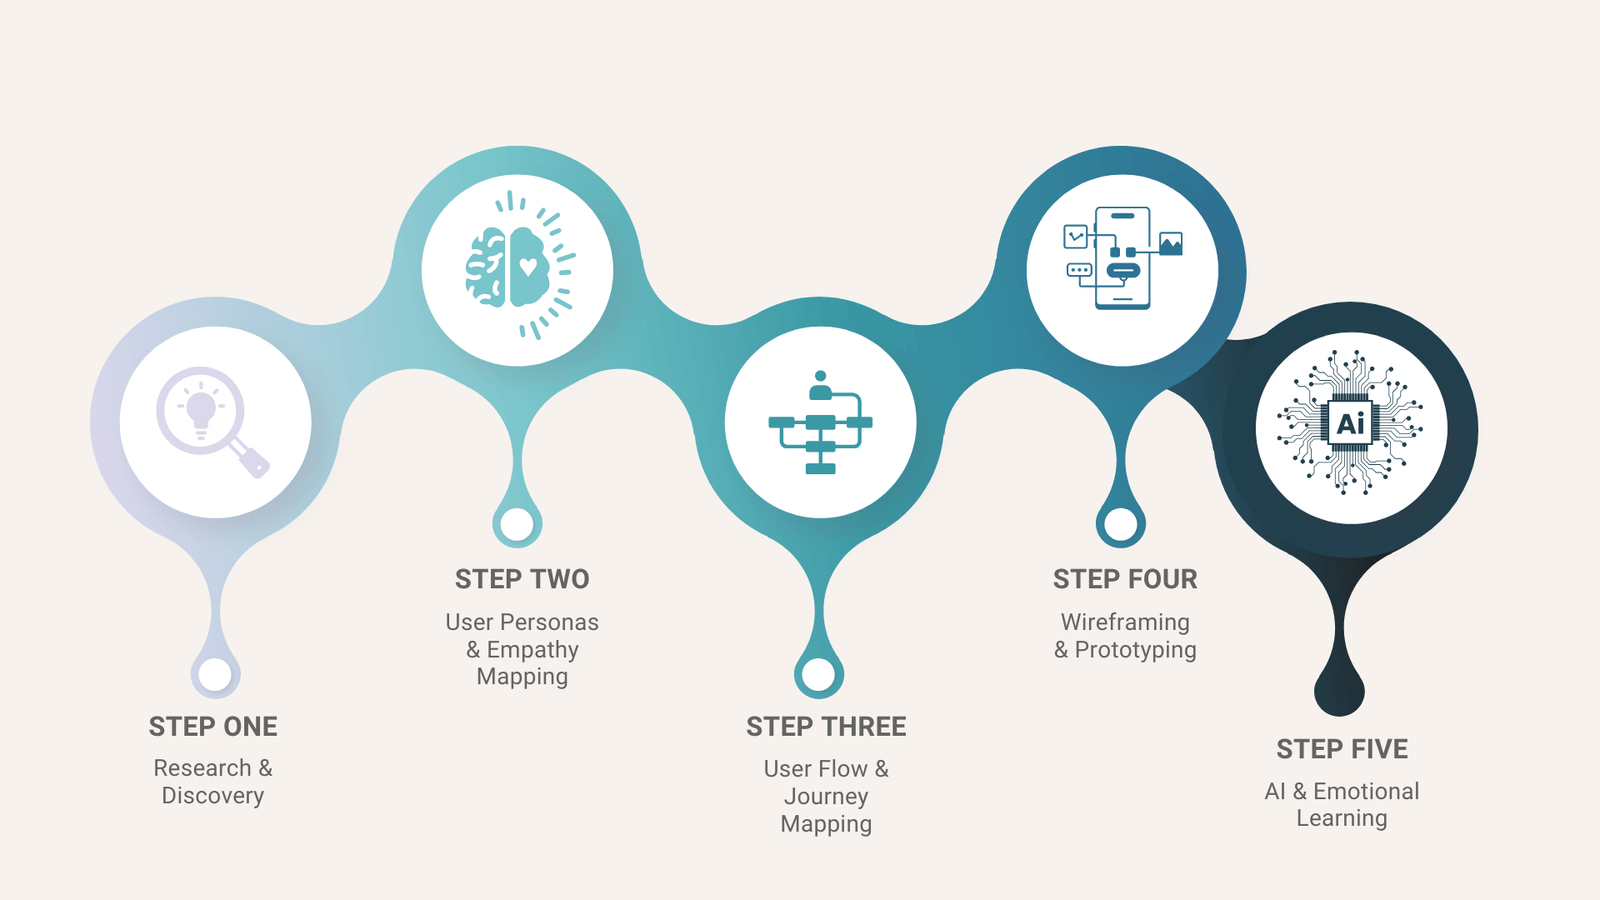 STEP ONE
Research &
Discovery
STEP TWO
User Personas
& Empathy
Mapping
STEP THREE
User Flow &
Journey
Mapping
STEP FOUR
Wireframing
& Prototyping
Ai
STEP FIVE
AI & Emotional
Learning